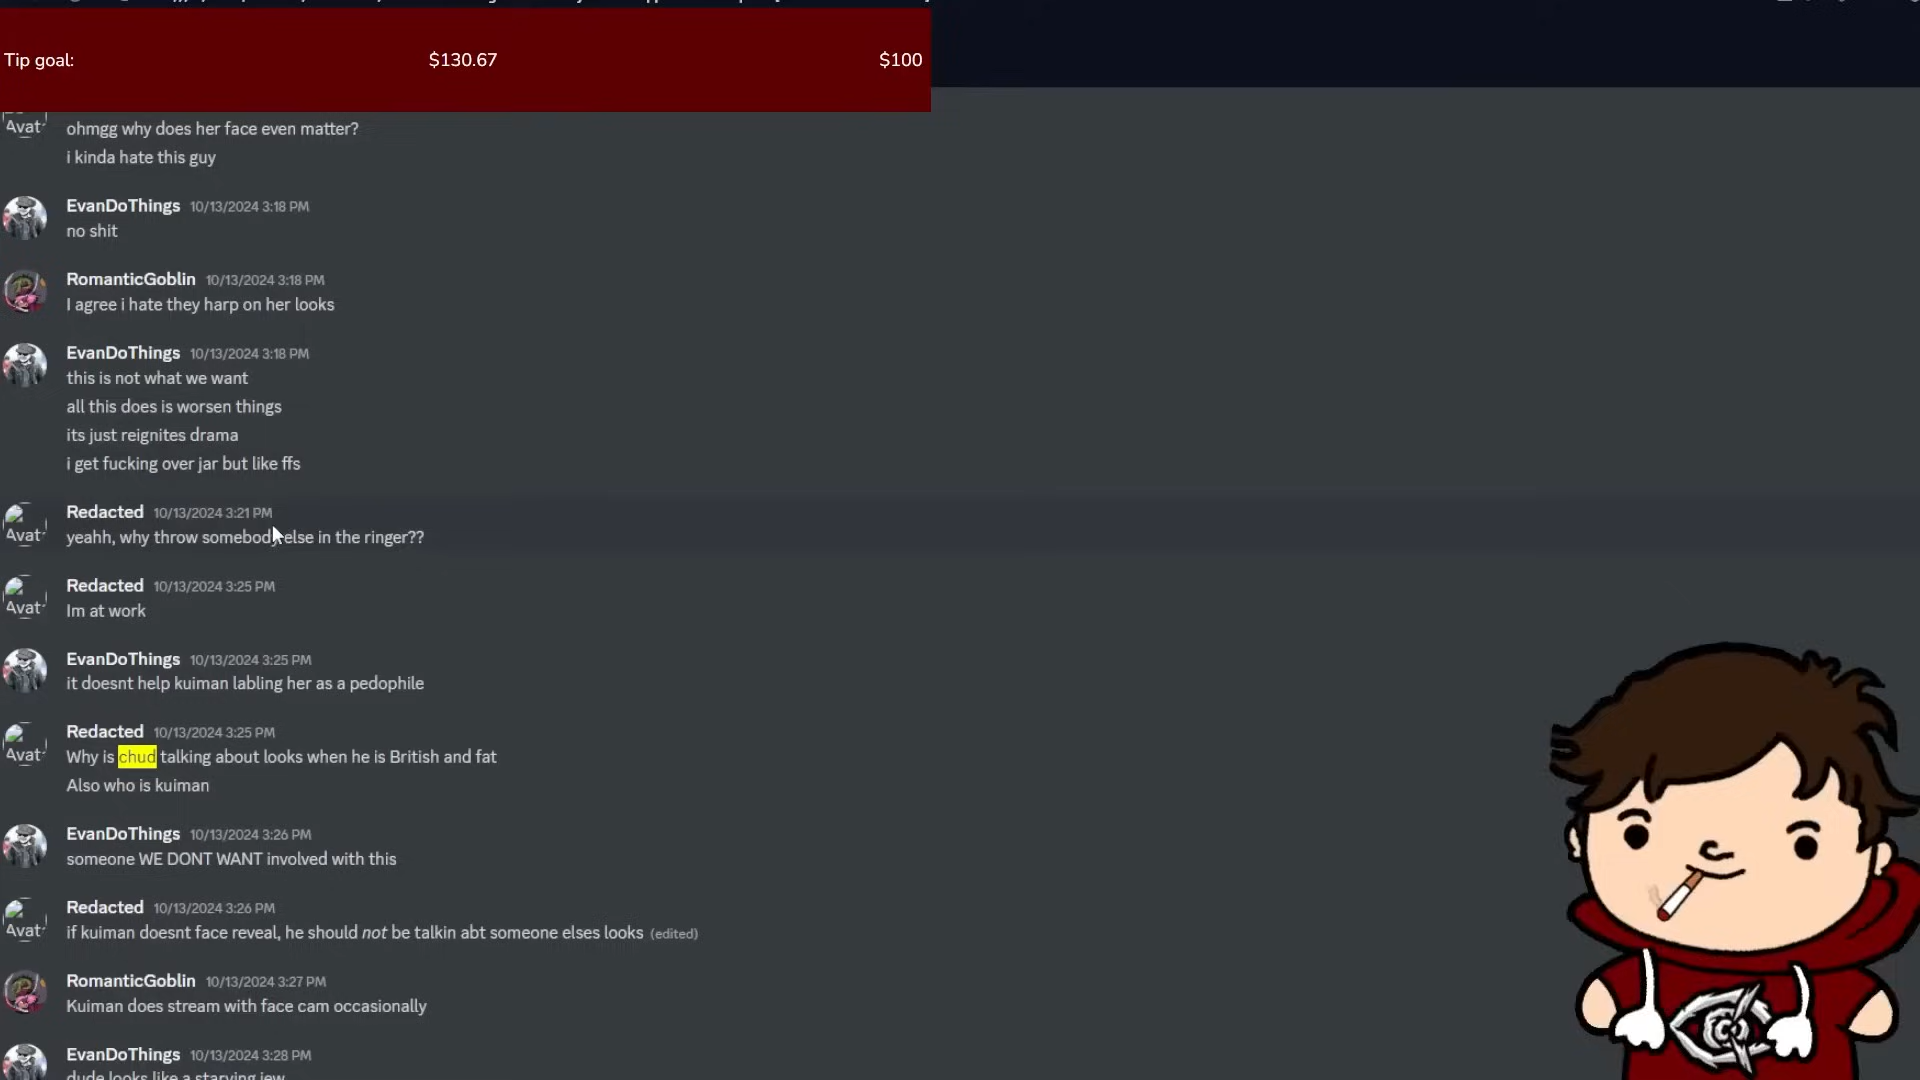 Tip goal: $130.67 $100
Avat
ohmgg why does her face even matter?
i kinda hate this guy
EvanDoThings 10/13/2024 3:18 PM
no shit
RomanticGoblin 10/13/2024 3:18 PM
I agree i hate they harp on her looks
EvanDoThings 10/13/2024 3:18 PM
this is not what we want
all this does is worsen things
its just reignites drama
i get fucking over jar but like ffs
Redacted 10/13/2024 3:21 PM
Avat
yeahh, why throw somebody else in the ringer??
Redacted 10/13/2024 3:25 PM
Avat
Im at work
EvanDoThings 10/13/2024 3:25 PM
it doesnt help kuiman labling her as a pedophile
Redacted 10/13/2024 3:25 PM
Avat
Why is chud talking about looks when he is British and fat
Also who is kuiman
EvanDoThings 10/13/2024 3:26 PM
someone WE DONT WANT involved with this
Redacted 10/13/2024 3:26 PM
Avat
if kuiman doesnt face reveal, he should not be talkin abt someone elses looks (edited)
RomanticGoblin 10/13/2024 3:27 PM
Kuiman does stream with face cam occasionally
EvanDoThings 10/13/2024 3:28 PM
dude looks like a starving jew